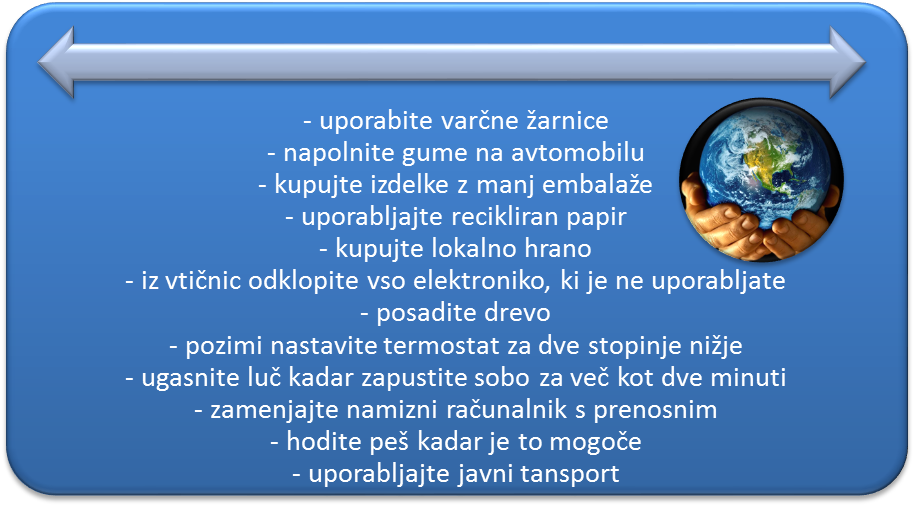 - uporabite varčne žarnice
- napolnite gume na avtomobilu
- kupujte izdelke z manj embalaže
- uporabljajte recikliran papir
- kupujte lokalno hrano
- iz vtičnic odklopite vso elektroniko, ki je ne uporabljate
- posadite drevo
- pozimi nastavite termostat za dve stopinje nižje
- ugasnite luč kadar zapustite sobo za več kot dve minuti
- zamenjajte namizni računalnik s prenosnim
- hodite peš kadar je to mogoče
- uporabljajte javni tansport